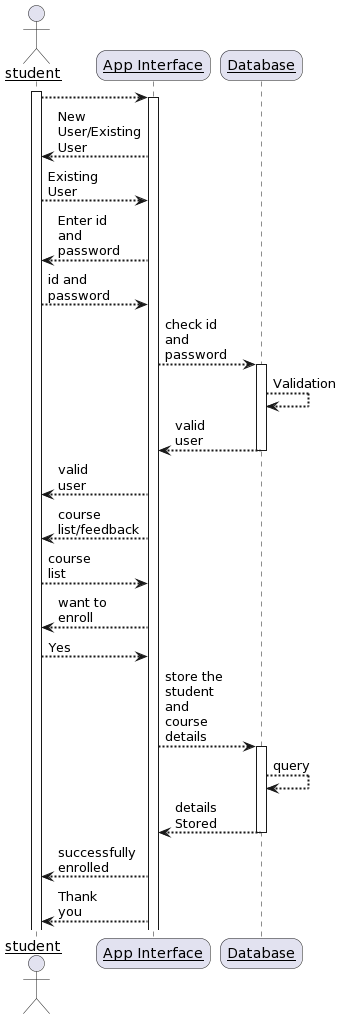 student
App Interface
Database
New
User/Existing
User
Existing
User
Enter id
and
password
id and
password
check id
and
password
Validation
valid
user
valid
user
course
list/feedback
course
list
want to
enroll
Yes
store the
student
and
course
details
query
details
Stored
successfully
enrolled
Thank
you
student
App Interface
Database